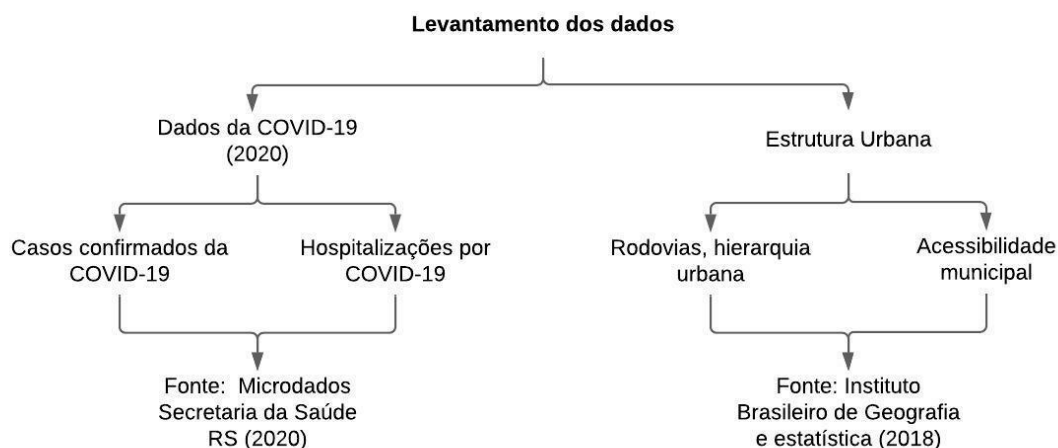 Levantamento dos dados
Dados da COVID-19
(2020)
Estrutura Urbana
Casos confirmados da
COVID-19
Hospitalizações por
COVID-19
Rodovias, hierarquia
urbana
Acessibilidade
municipal
Fonte: Microdados
Secretaria da Saúde
RS (2020)
Fonte: Instituto
Brasileiro de Geografia
e estatística (2018)